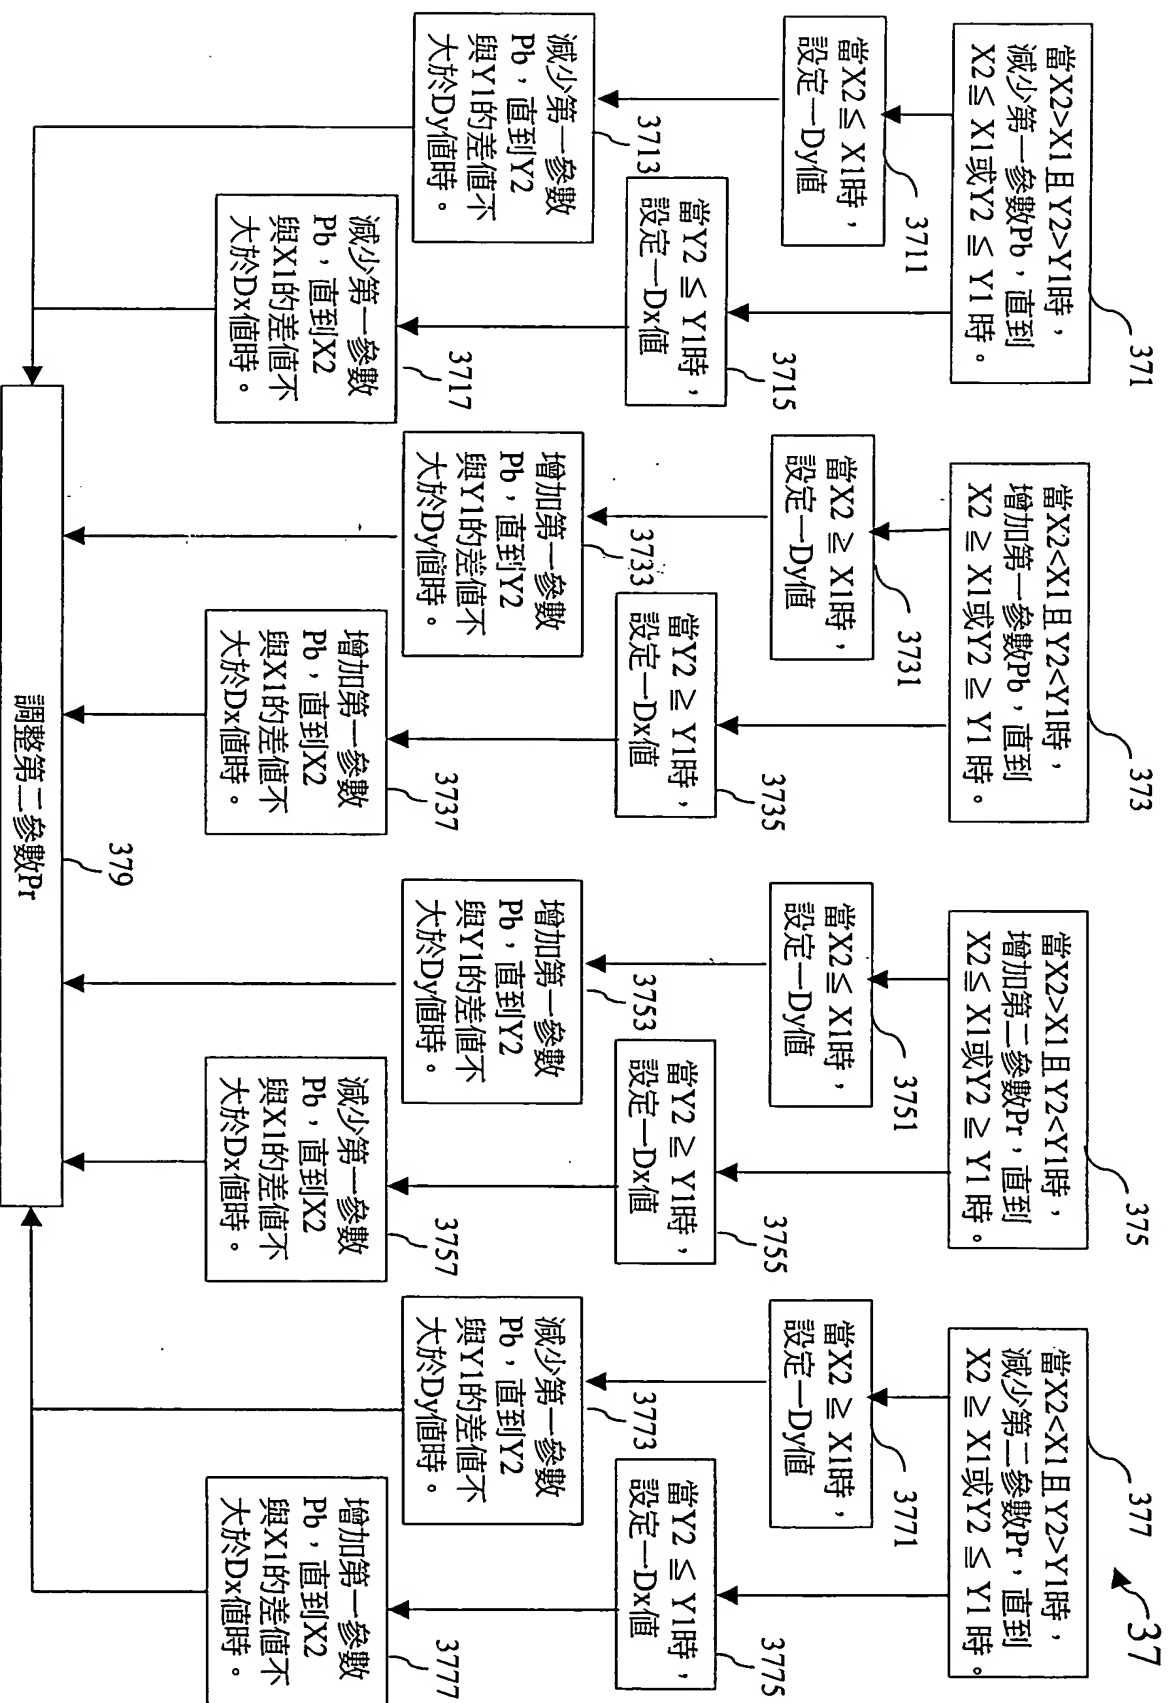 37
371
當X2>X1且Y2>Y1時，
減少第一參數Pb，直到
X2≦X1或Y2≦Y1時。
3711
當X2≦X1時，
設定一Dy值
3713
減少第一參數
Pb，直到Y2
與Y1的差值不
大於Dy值時。
3715
當Y2≦Y1時，
設定一Dx值
3717
減少第一參數
Pb，直到X2
與X1的差值不
大於Dx值時。
373
當X2<X1且Y2<Y1時，
增加第一參數Pb，直到
X2≧X1或Y2≧Y1時。
3731
當X2≧X1時，
設定一Dy值
3733
增加第一參數
Pb，直到Y2
與Y1的差值不
大於Dy值時。
3735
當Y2≧Y1時，
設定一Dx值
3737
增加第一參數
Pb，直到X2
與X1的差值不
大於Dx值時。
375
當X2>X1且Y2<Y1時，
增加第二參數Pr，直到
X2≦X1或Y2≧Y1時。
3751
當X2≦X1時，
設定一Dy值
3753
增加第一參數
Pb，直到Y2
與Y1的差值不
大於Dy值時。
3755
當Y2≧Y1時，
設定一Dx值
3757
減少第一參數
Pb，直到X2
與X1的差值不
大於Dx值時。
377
當X2<X1且Y2>Y1時，
減少第二參數Pr，直到
X2≧X1或Y2≦Y1時。
3771
當X2≧X1時，
設定一Dy值
3773
減少第一參數
Pb，直到Y2
與Y1的差值不
大於Dy值時。
3775
當Y2≦Y1時，
設定一Dx值
3777
增加第一參數
Pb，直到X2
與X1的差值不
大於Dx值時。
379
調整第二參數Pr